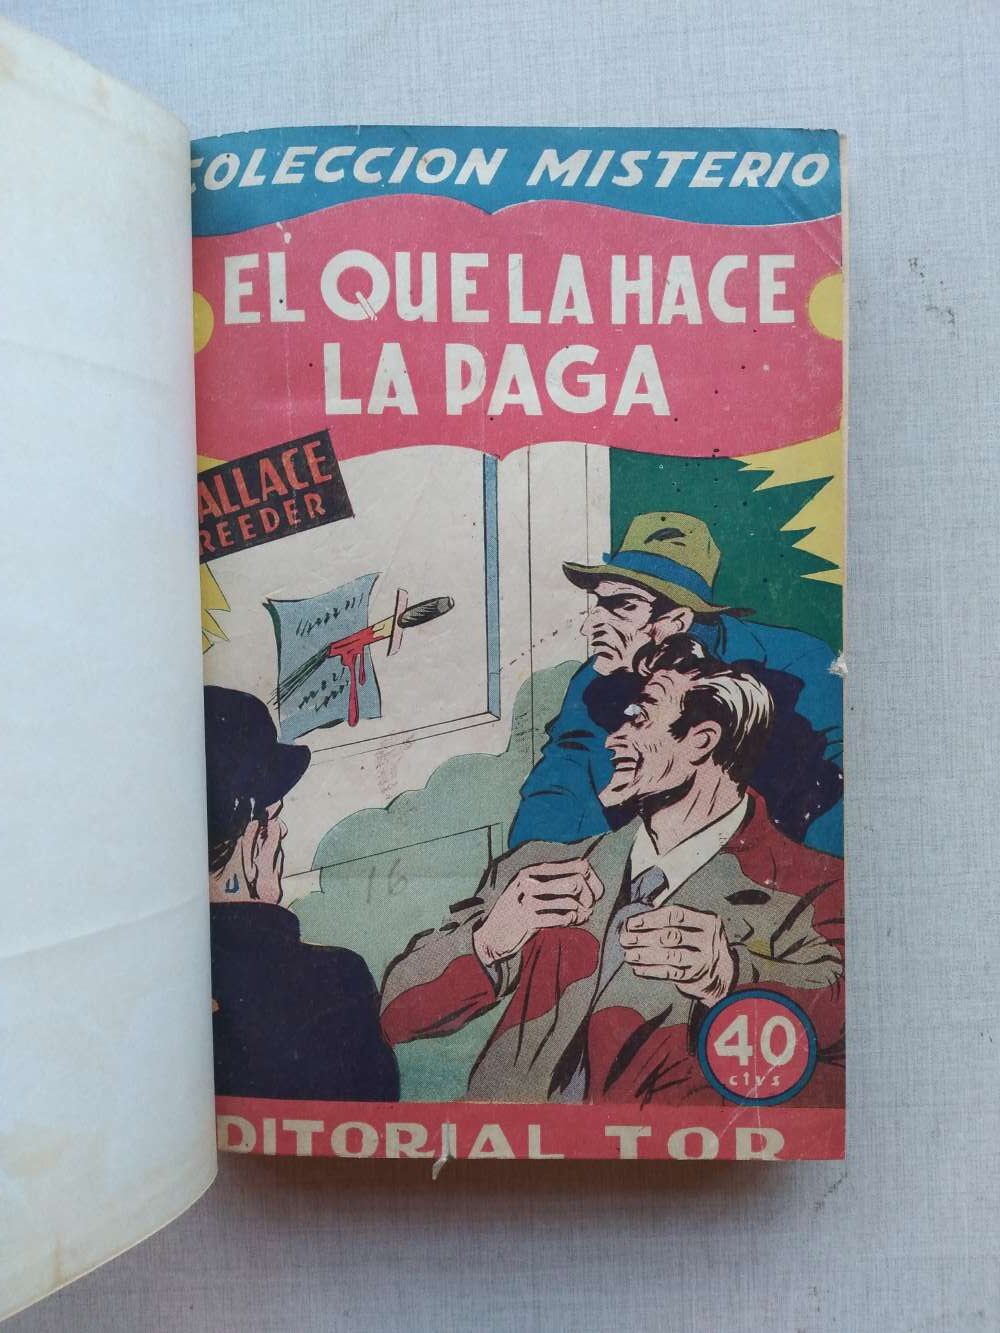 COLECCION MISTERIO
EL QUE LA HACE
LA PAGA
ALLACE
REEDER
16
40
ctvs
DITORIAL TOR